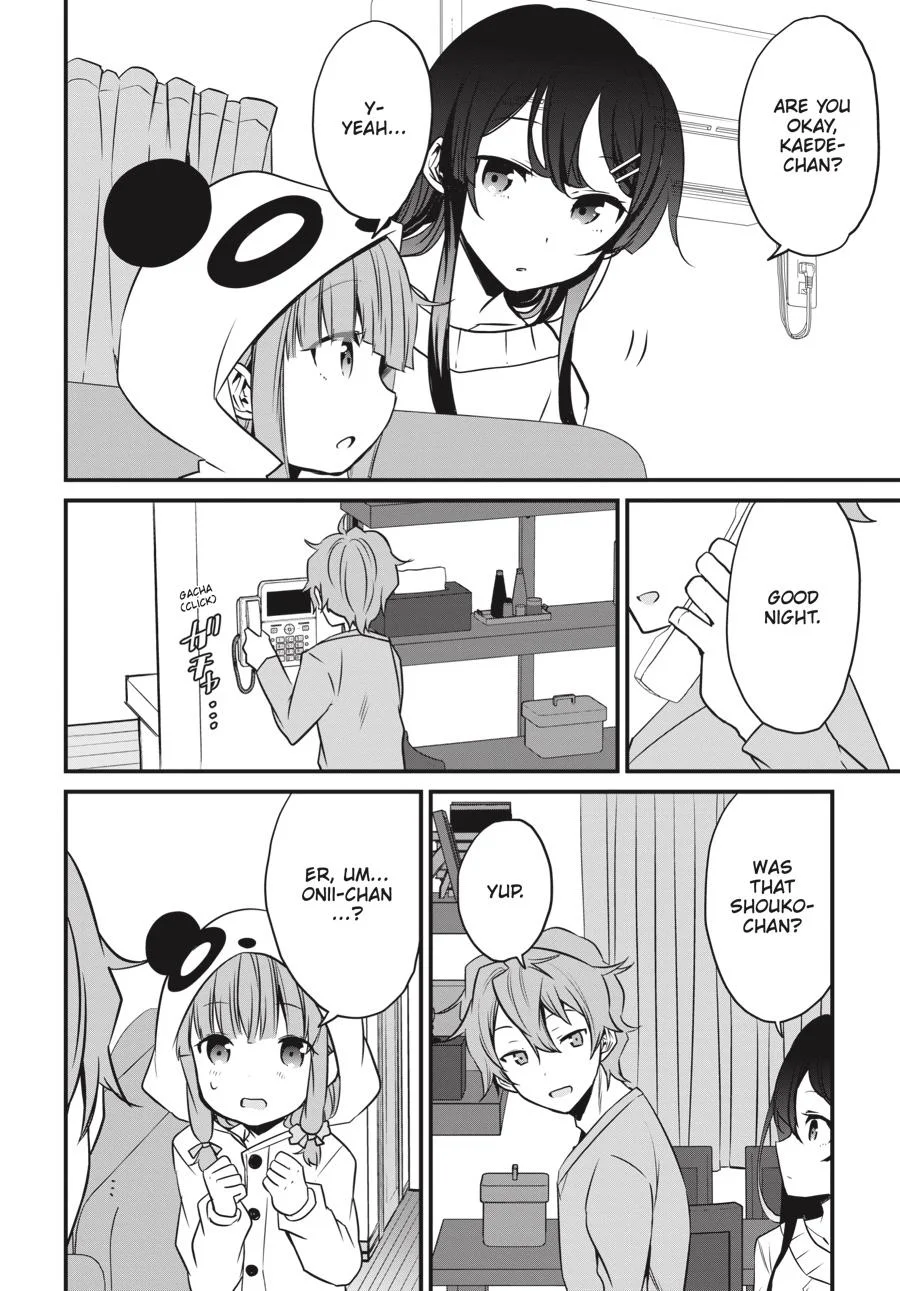 ARE YOU
OKAY,
KAEDE-
CHAN?
Y-
YEAH...
GOOD
NIGHT.
GACHA
(CLICK)
ガチャ...
WAS
THAT
SHOUKO-
CHAN?
YUP.
ER, UM...
ONII-CHAN
...?